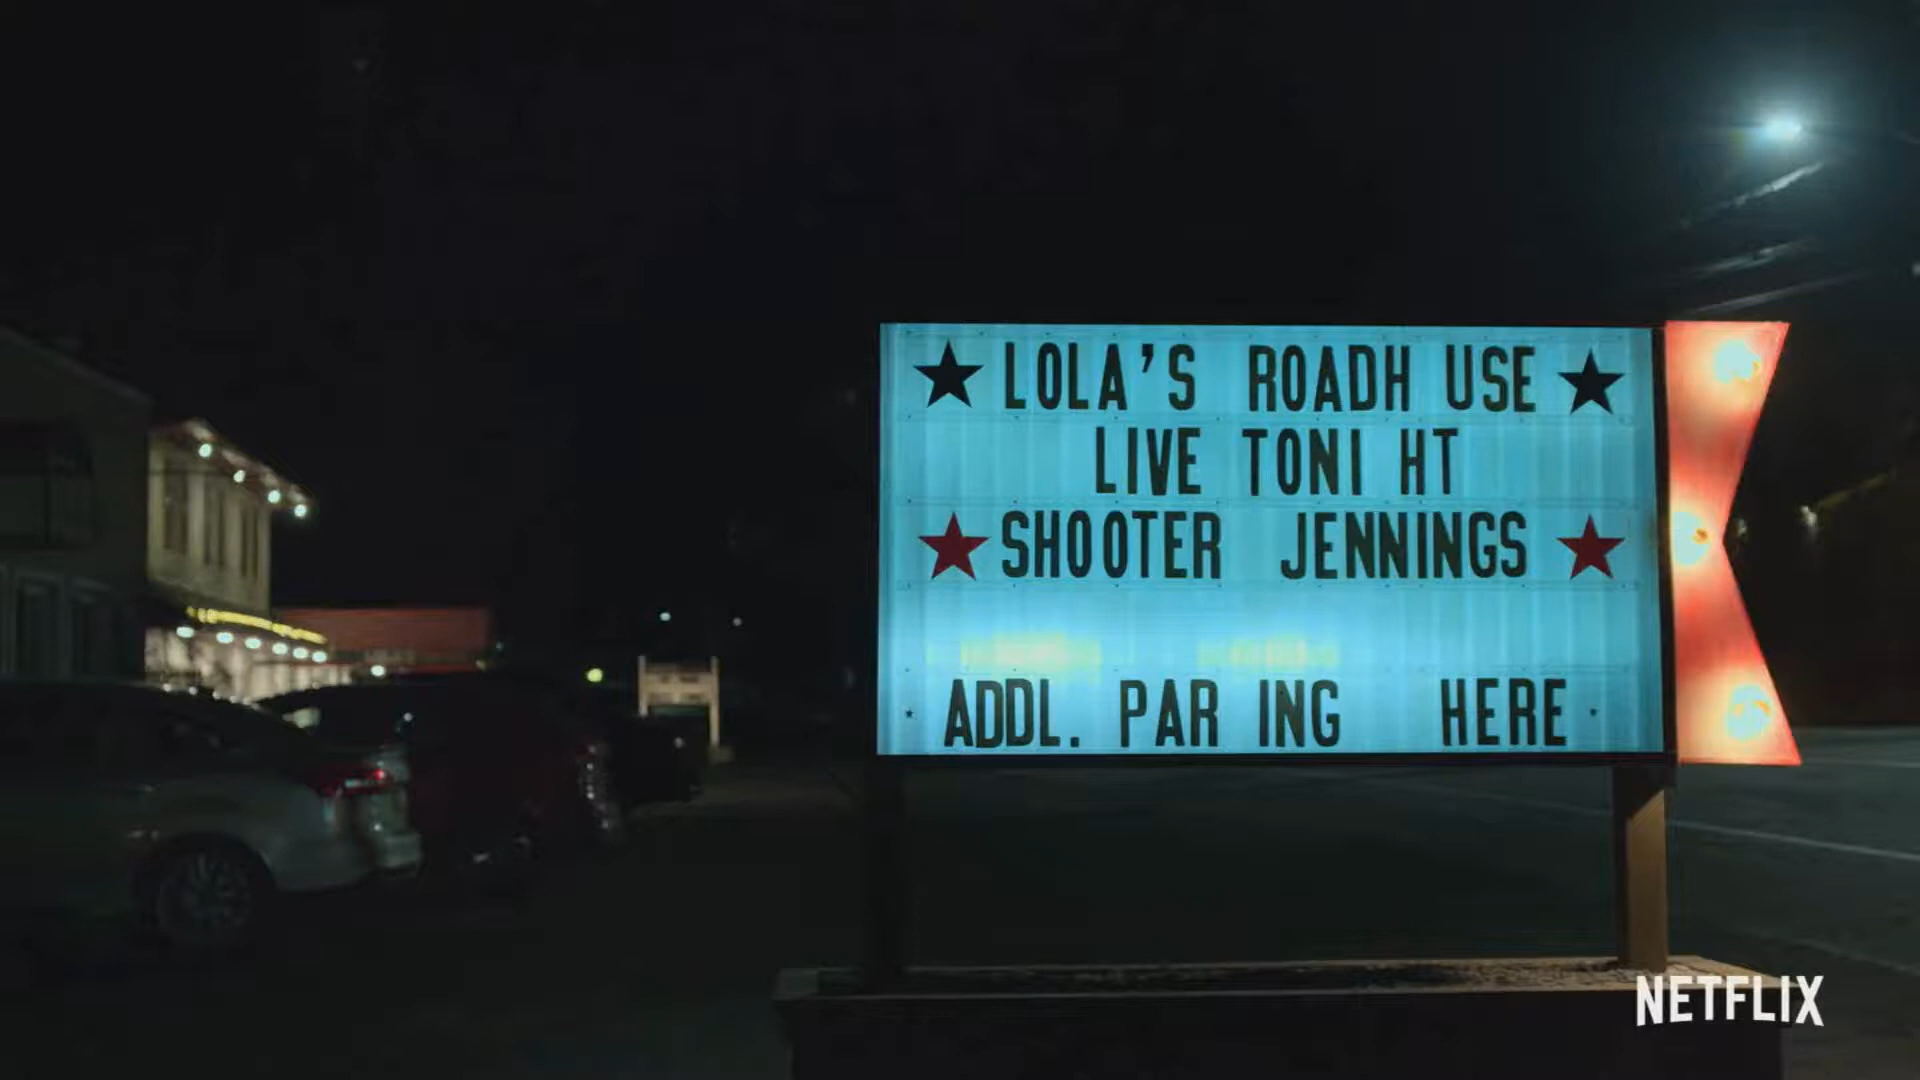 LOLA'S ROADH USE
LIVE TONI HT
SHOOTER JENNINGS
ADDL. PAR ING HERE
NETFLIX